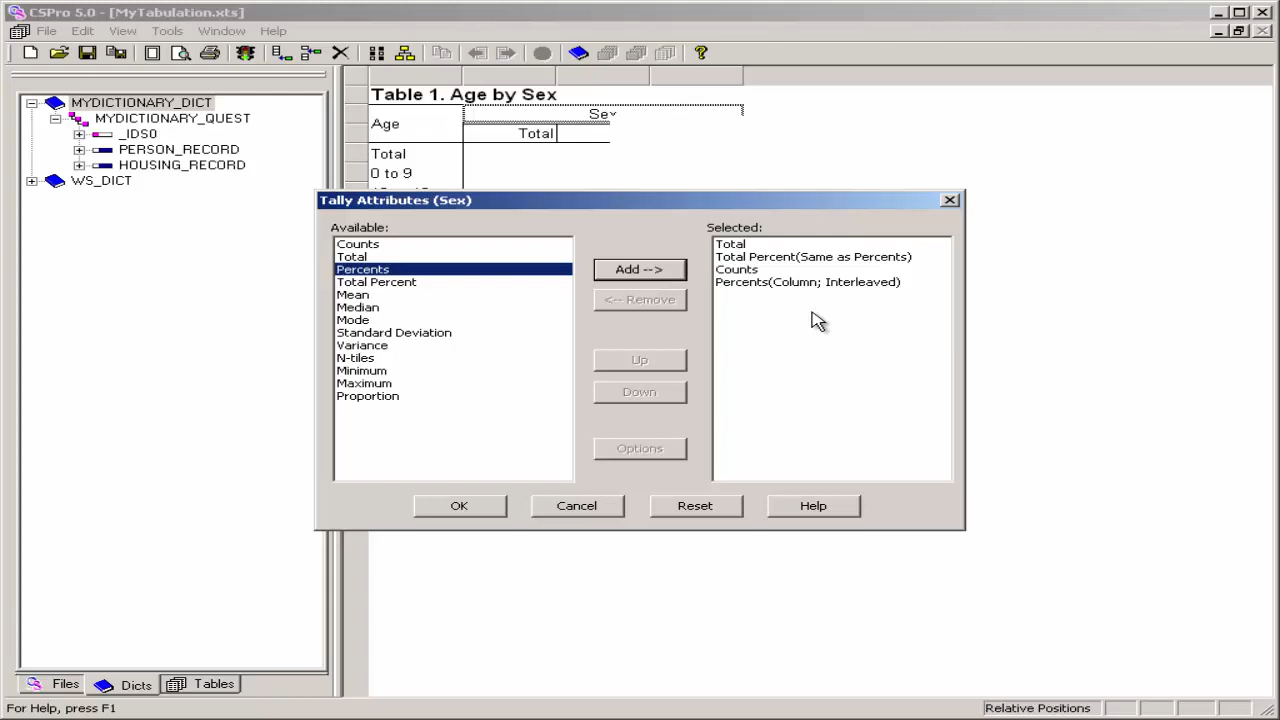 CSPro 5.0 - [MyTabulation.xts]
File Edit View Tools Window Help
MYDICTIONARY_DICT
MYDICTIONARY_QUEST
_IDS0
PERSON_RECORD
HOUSING_RECORD
WS_DICT
Table 1. Age by Sex
Age
Total
Total
0 to 9
Tally Attributes (Sex)
Available:
Counts
Total
Percents
Total Percent
Mean
Median
Mode
Standard Deviation
Variance
N-tiles
Minimum
Maximum
Proportion
Add -->
<-- Remove
Up
Down
Options
Selected:
Total
Total Percent(Same as Percents)
Counts
Percents(Column; Interleaved)
OK Cancel Reset Help
Files Dicts Tables
For Help, press F1
Relative Positions